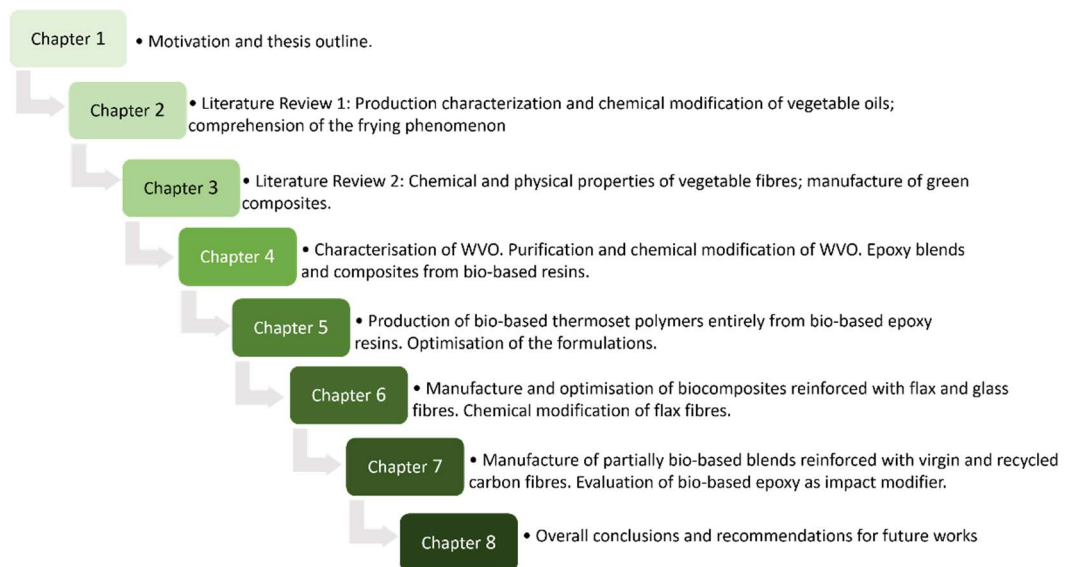 Chapter 1
• Motivation and thesis outline.
Chapter 2
• Literature Review 1: Production characterization and chemical modification of vegetable oils;
comprehension of the frying phenomenon
Chapter 3
• Literature Review 2: Chemical and physical properties of vegetable fibres; manufacture of green
composites.
Chapter 4
• Characterisation of WVO. Purification and chemical modification of WVO. Epoxy blends
and composites from bio-based resins.
Chapter 5
• Production of bio-based thermoset polymers entirely from bio-based epoxy
resins. Optimisation of the formulations.
Chapter 6
• Manufacture and optimisation of biocomposites reinforced with flax and glass
fibres. Chemical modification of flax fibres.
Chapter 7
• Manufacture of partially bio-based blends reinforced with virgin and recycled
carbon fibres. Evaluation of bio-based epoxy as impact modifier.
Chapter 8
• Overall conclusions and recommendations for future works